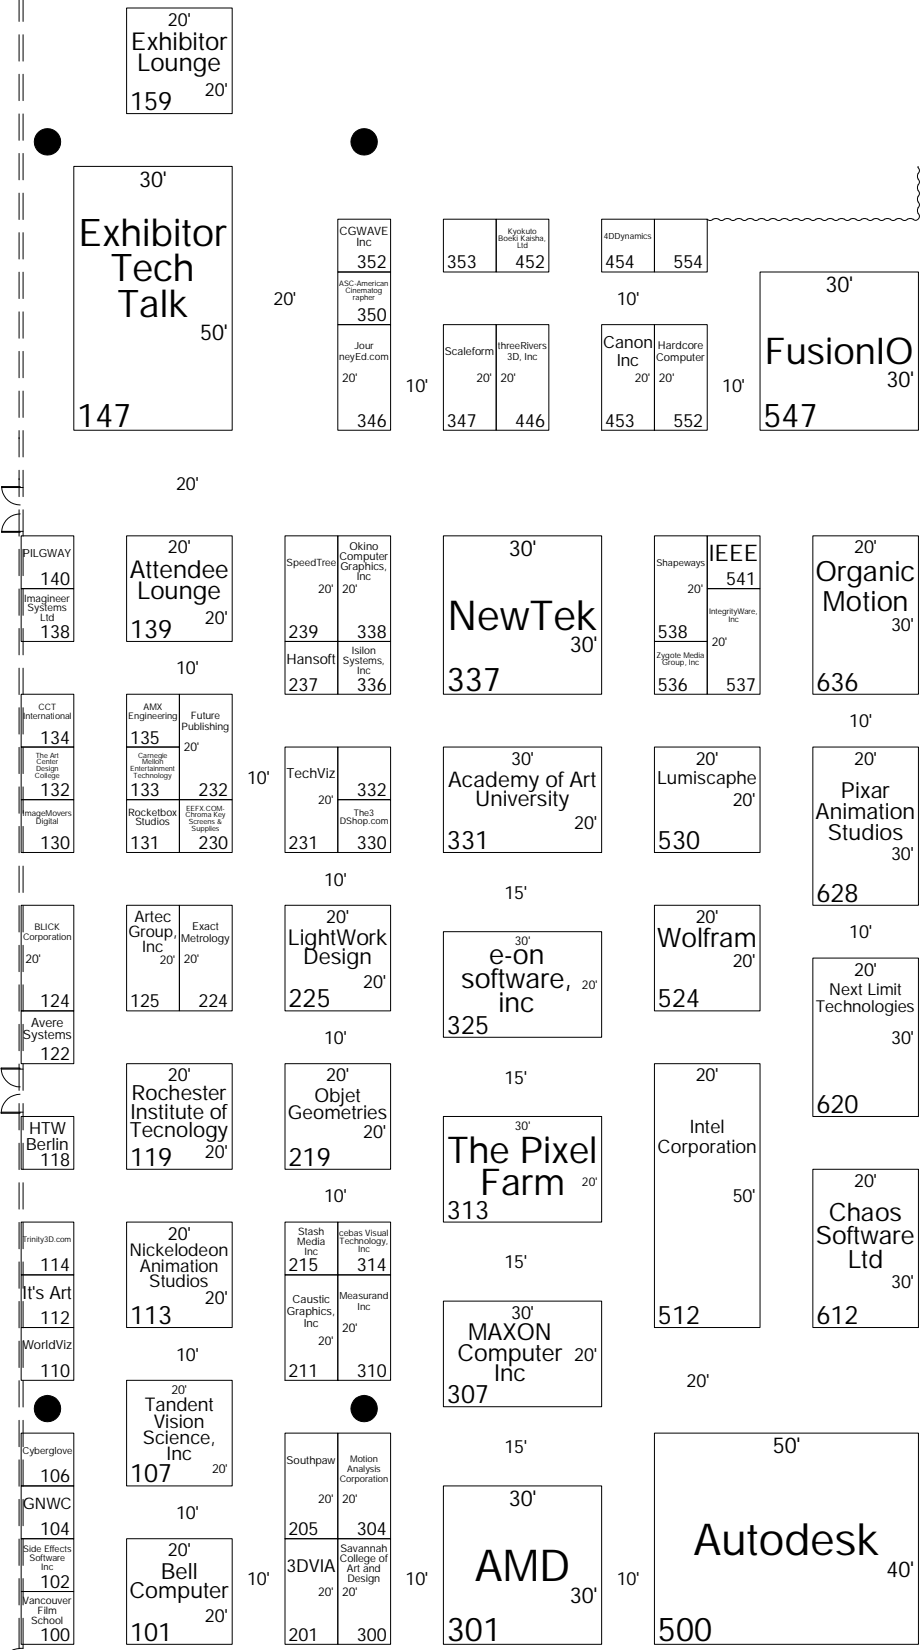 20'
Exhibitor
Lounge
20'
159
30'
Exhibitor
Tech
Talk
50'
147
20'
CGWAVE
Inc
352
ASC-American
Cinematog
rapher
350
Jour
neyEd.com
20'
346
10'
353
Kyokuto
Boeki Kaisha,
Ltd
452
Scaleform
20'
347
threeRivers
3D, Inc
20'
446
4DDynamics
454
554
10'
Canon
Inc
20'
453
Hardcore
Computer
20'
552
10'
30'
FusionIO
30'
547
20'
PILGWAY
140
Imagineer
Systems
Ltd
138
20'
Attendee
Lounge
20'
139
10'
SpeedTree
20'
239
Okino
Computer
Graphics,
Inc
20'
338
Hansoft
237
Isilon
Systems,
Inc
336
30'
NewTek
30'
337
Shapeways
20'
538
IEEE
541
IntegrityWare,
Inc
20'
537
Zygote Media
Group, Inc
536
20'
Organic
Motion
30'
636
10'
CCT
International
134
The Art
Center
Design
College
132
ImageMovers
Digital
130
AMX
Engineering
135
Future
Publishing
20'
232
Carnegie
Mellon
Entertainment
Technology
133
Rocketbox
Studios
131
EEFX.COM-
Chroma Key
Screens &
Supplies
230
10'
TechViz
20'
231
332
The3
DShop.com
330
10'
30'
Academy of Art
University
20'
331
15'
20'
Lumiscaphe
20'
530
20'
Pixar
Animation
Studios
30'
628
10'
BLICK
Corporation
20'
124
Avere
Systems
122
Artec
Group,
Inc
20'
125
Exact
Metrology
20'
224
20'
LightWork
Design
20'
225
10'
30'
e-on
software,
inc
20'
325
15'
20'
Wolfram
20'
524
20'
Next Limit
Technologies
30'
620
HTW
Berlin
118
20'
Rochester
Institute of
Tecnology
20'
119
20'
Objet
Geometries
20'
219
10'
30'
The Pixel
Farm
20'
313
15'
20'
Intel
Corporation
50'
512
20'
Chaos
Software
Ltd
30'
612
Trinity3D.com
114
It's Art
112
WorldViz
110
20'
Nickelodeon
Animation
Studios
20'
113
10'
Stash
Media
Inc
215
cebas Visual
Technology,
Inc
314
Caustic
Graphics,
Inc
20'
211
Measurand
Inc
20'
310
30'
MAXON
Computer
Inc
20'
307
15'
20'
Cyberglove
106
GNWC
104
Side Effects
Software
Inc
102
Vancouver
Film
School
100
20'
Tandent
Vision
Science,
Inc
20'
107
10'
20'
Bell
Computer
20'
101
10'
Southpaw
20'
205
Motion
Analysis
Corporation
20'
304
3DVIA
20'
201
Savannah
College of
Art and
Design
20'
300
10'
30'
AMD
30'
301
10'
50'
Autodesk
40'
500